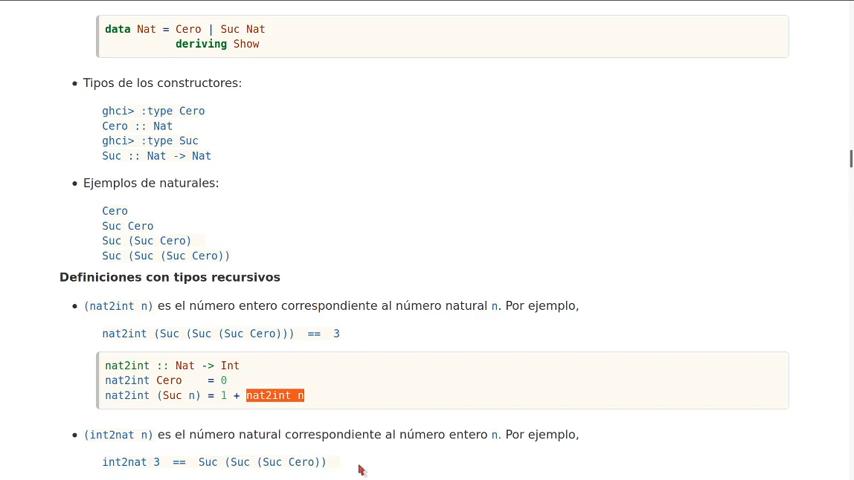 data Nat = Cero | Suc Nat
deriving Show
• Tipos de los constructores:
ghci> :type Cero
Cero :: Nat
ghci> :type Suc
Suc :: Nat -> Nat
• Ejemplos de naturales:
Cero
Suc Cero
Suc (Suc Cero)
Suc (Suc (Suc Cero))
Definiciones con tipos recursivos
• (nat2int n) es el número entero correspondiente al número natural n. Por ejemplo,
nat2int (Suc (Suc (Suc Cero))) == 3
nat2int :: Nat -> Int
nat2int Cero = 0
nat2int (Suc n) = 1 + nat2int n
• (int2nat n) es el número natural correspondiente al número entero n. Por ejemplo,
int2nat 3 == Suc (Suc (Suc Cero))